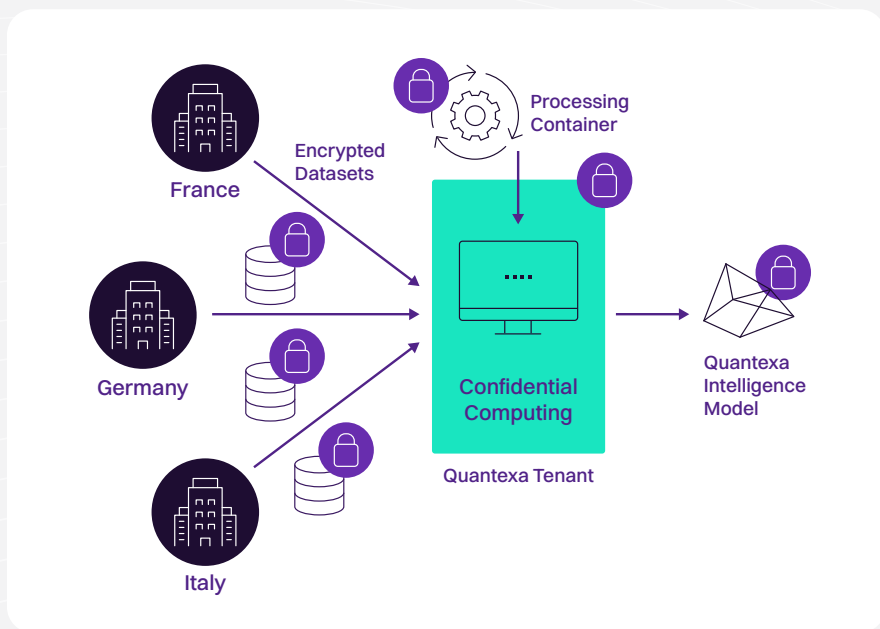 France
Encrypted
Datasets
Processing
Container
Germany
Confidential
Computing
Quantexa
Intelligence
Model
Quantexa Tenant
Italy